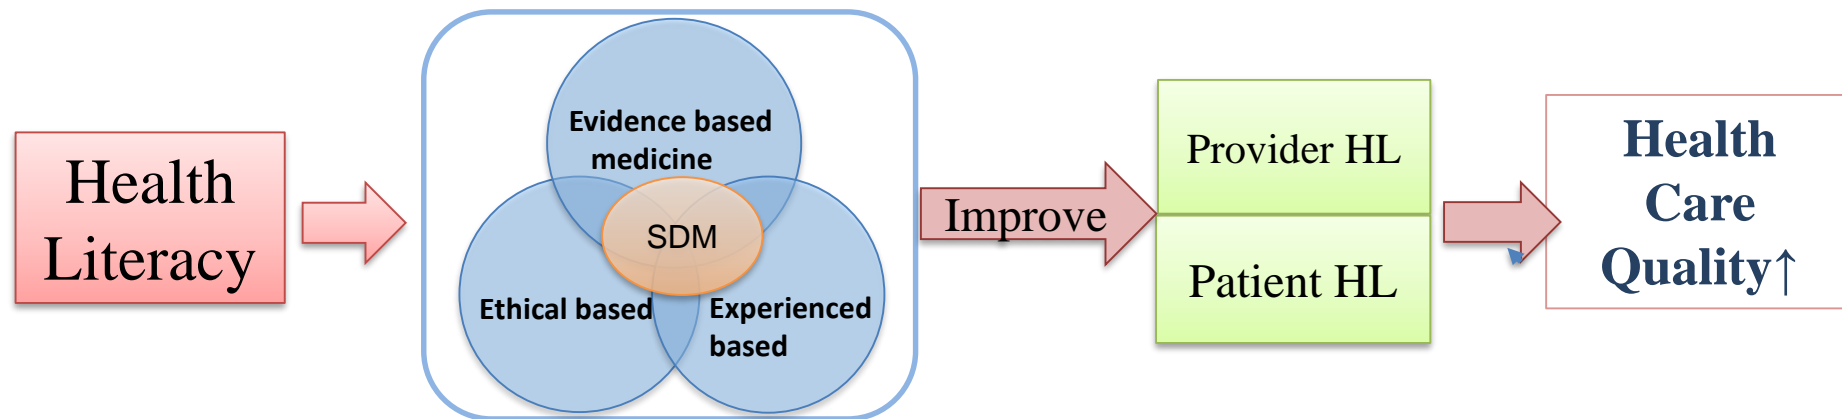 Health
Literacy
Evidence based
medicine
SDM
Ethical based
Experienced
based
Improve
Provider HL
Patient HL
Health
Care
Quality↑